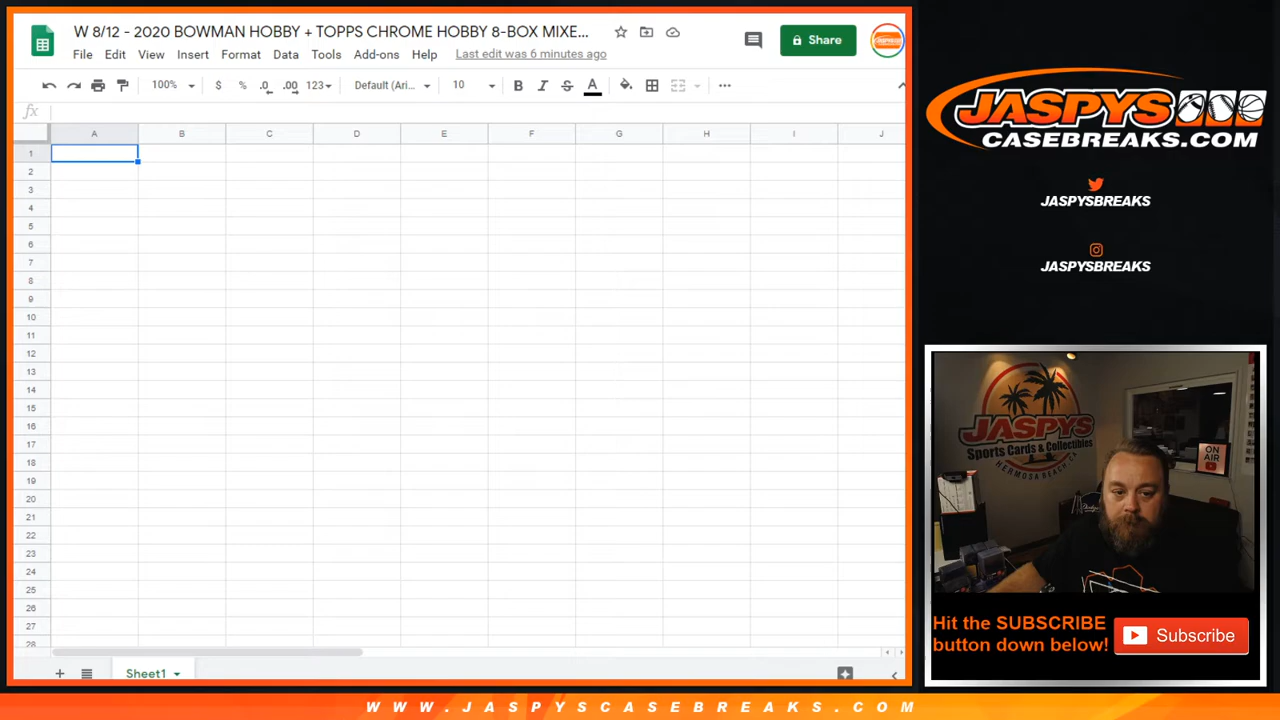 W 8/12 - 2020 BOWMAN HOBBY + TOPPS CHROME HOBBY 8-BOX MIXE...
File Edit View Insert Format Data Tools Add-ons Help Last edit was 6 minutes ago
Share
100% $ % .0 .00 123 Default (Ari... 10 B I S A ...
fx
A B C D E F G H I J
1
2
3
4
5
6
7
8
9
10
11
12
13
14
15
16
17
18
19
20
21
22
23
24
25
26
27
28
Sheet1
JASPYS
CASEBREAKS.COM
JASPYSBREAKS
JASPYSBREAKS
JASPYS
Sports Cards & Collectibles
HERMOSA BEACH, CA
ON
AIR
Hit the SUBSCRIBE
button down below!
Subscribe
WWW.JASPYSCASEBREAKS.COM